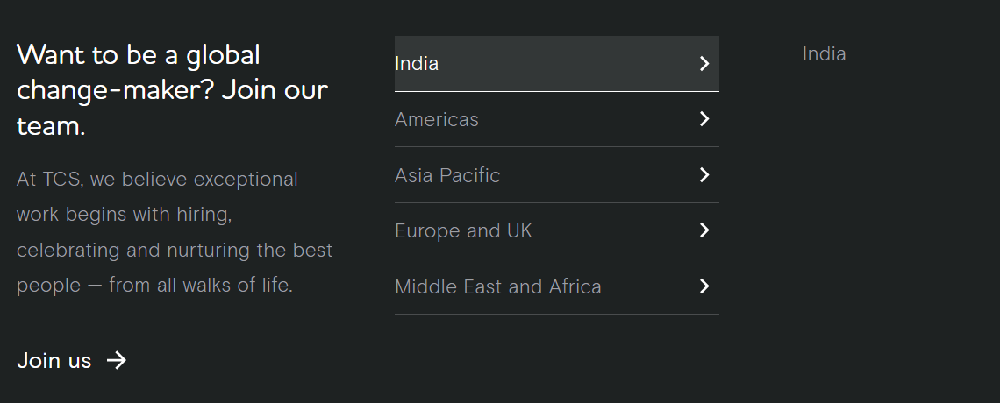 Want to be a global
change-maker? Join our
team.
At TCS, we believe exceptional
work begins with hiring,
celebrating and nurturing the best
people — from all walks of life.
Join us
India
Americas
Asia Pacific
Europe and UK
Middle East and Africa
India